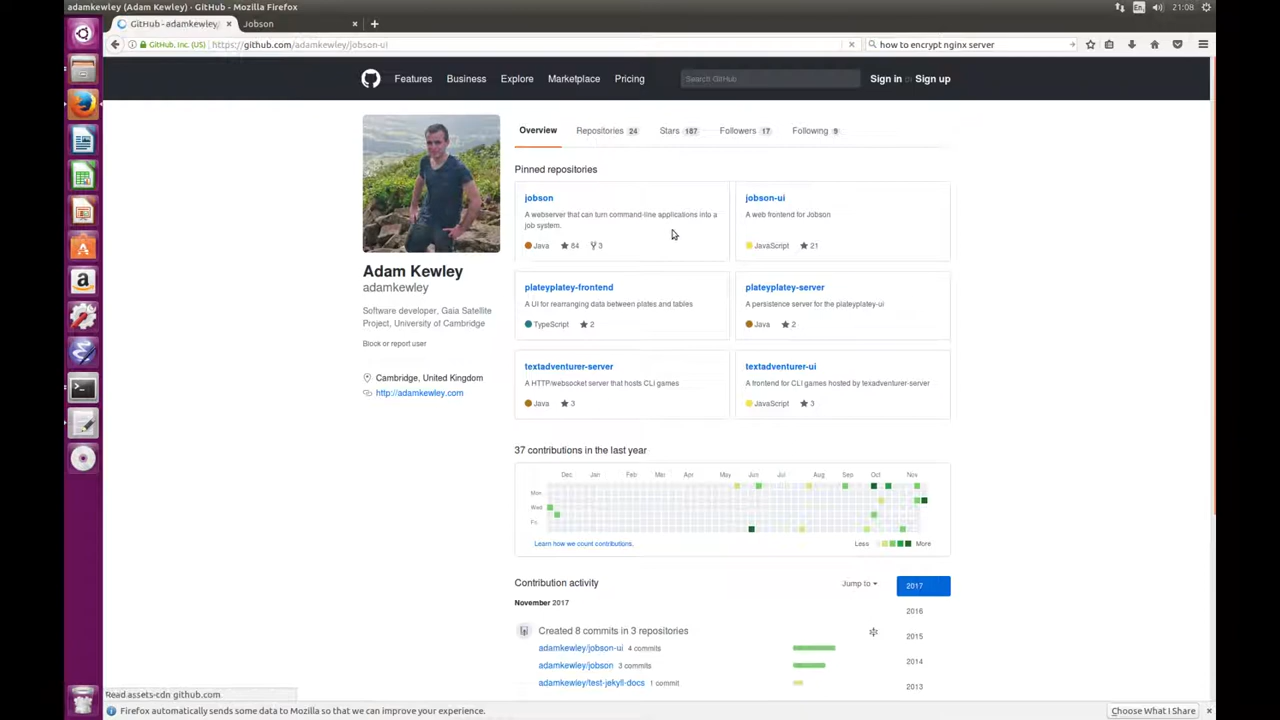 adamkewley (Adam Kewley) - GitHub - Mozilla Firefox
En
21:08
GitHub - adamkewley
Jobson
GitHub, Inc. (US)
https://github.com/adamkewley/jobson-ui
how to encrypt nginx server
Features
Business
Explore
Marketplace
Pricing
Search GitHub
Sign in or Sign up
Overview
Repositories 24
Stars 187
Followers 17
Following 9
Pinned repositories
jobson
A webserver that can turn command-line applications into a
job system.
Java 84 3
jobson-ui
A web frontend for Jobson
JavaScript 21
plateyplatey-frontend
A UI for rearranging data between plates and tables
TypeScript 2
plateyplatey-server
A persistence server for the plateyplatey-ui
Java 2
textadventurer-server
A HTTP/websocket server that hosts CLI games
Java 3
textadventurer-ui
A frontend for CLI games hosted by texadventurer-server
JavaScript 3
Adam Kewley
adamkewley
Software developer, Gaia Satellite
Project, University of Cambridge
Block or report user
Cambridge, United Kingdom
http://adamkewley.com
37 contributions in the last year
Dec Jan Feb Mar Apr May Jun Jul Aug Sep Oct Nov
Mon
Wed
Fri
Learn how we count contributions.
Less
More
Contribution activity
Jump to
2017
2016
2015
2014
2013
November 2017
Created 8 commits in 3 repositories
adamkewley/jobson-ui 4 commits
adamkewley/jobson 3 commits
adamkewley/test-jekyll-docs 1 commit
Read assets-cdn.github.com
Firefox automatically sends some data to Mozilla so that we can improve your experience.
Choose What I Share